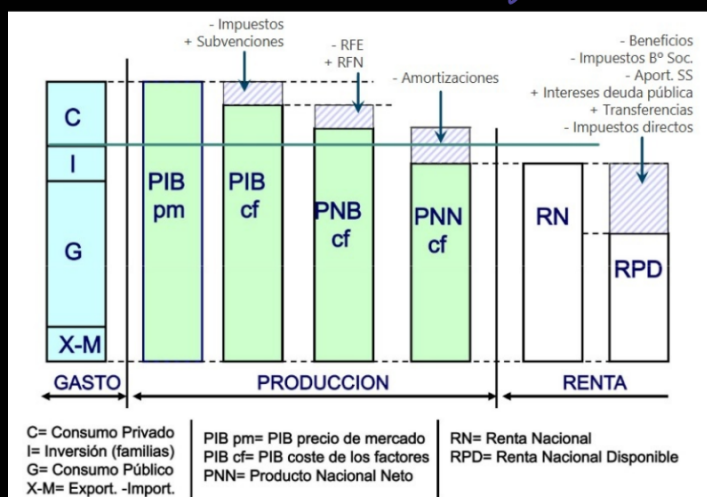 - Impuestos
+ Subvenciones
- RFE
+ RFN
- Amortizaciones
- Beneficios
- Impuestos Bº Soc.
- Aport. SS
+ Intereses deuda pública
+ Transferencias
- Impuestos directos
C
I
G
X-M
PIB
pm
PIB
cf
PNB
cf
PNN
cf
RN
RPD
GASTO
PRODUCCION
RENTA
C= Consumo Privado
I= Inversión (familias)
G= Consumo Público
X-M= Export. -Import.
PIB pm= PIB precio de mercado
PIB cf= PIB coste de los factores
PNN= Producto Nacional Neto
RN= Renta Nacional
RPD= Renta Nacional Disponible